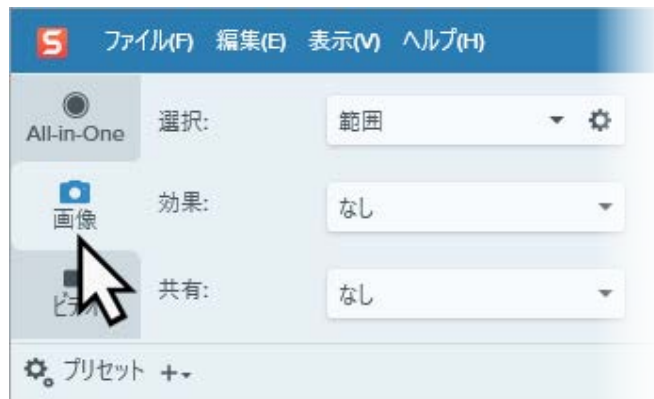 S ファイル(F) 編集(E) 表示(V) ヘルプ(H)
All-in-One 選択: 範囲
画像 効果: なし
共有: なし
プリセット +